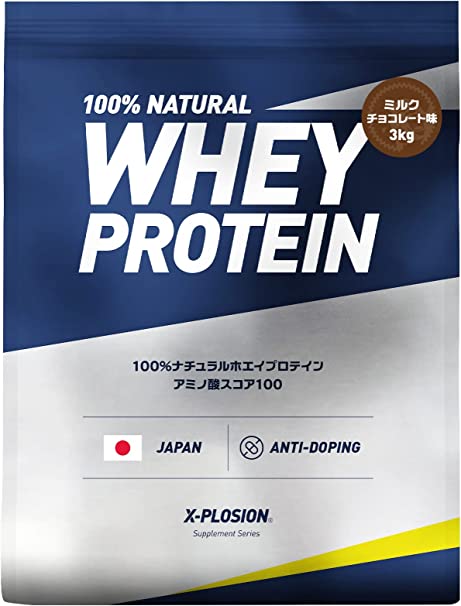 100% NATURAL
WHEY
PROTEIN
ミルク
チョコレート味
3kg
100%ナチュラルホエイプロテイン
アミノ酸スコア100
JAPAN
ANTI-DOPING
X-PLOSION®
Supplement Series